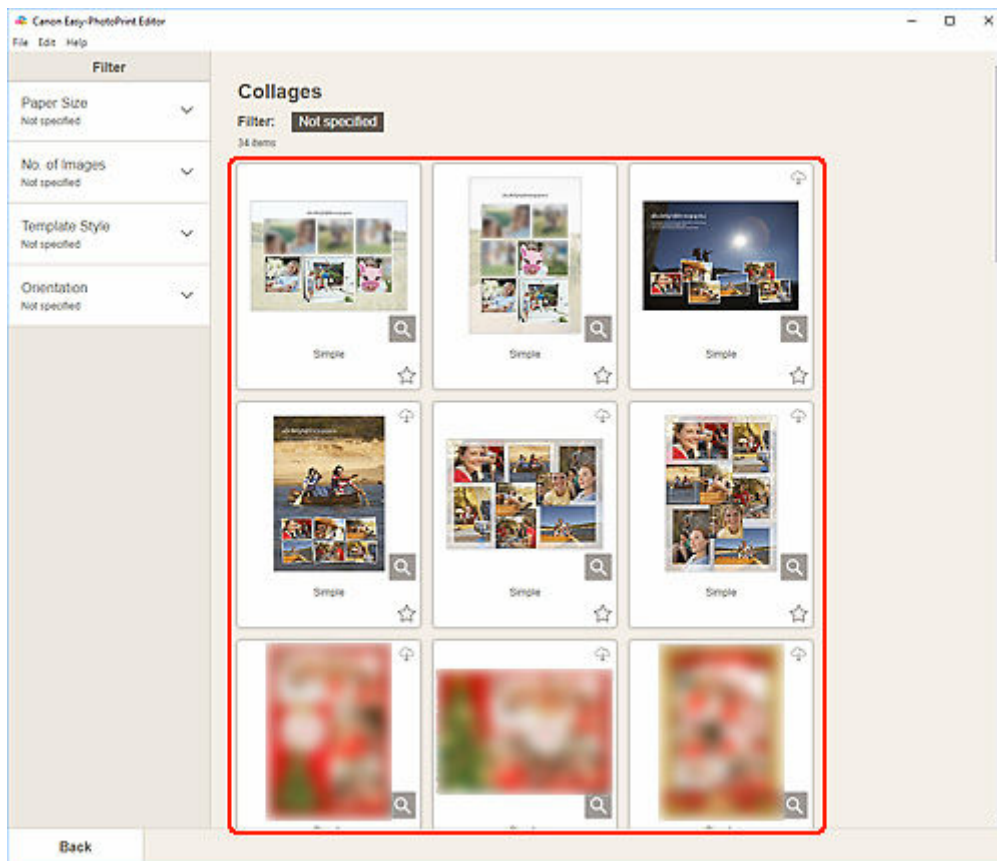 Canon Easy-PhotoPrint Editor
File Edit Help
Filter
Paper Size
Not specified
No. of Images
Not specified
Template Style
Not specified
Orientation
Not specified
Collages
Filter: Not specified
34 items
Simple Simple Simple
Simple Simple Simple
Back